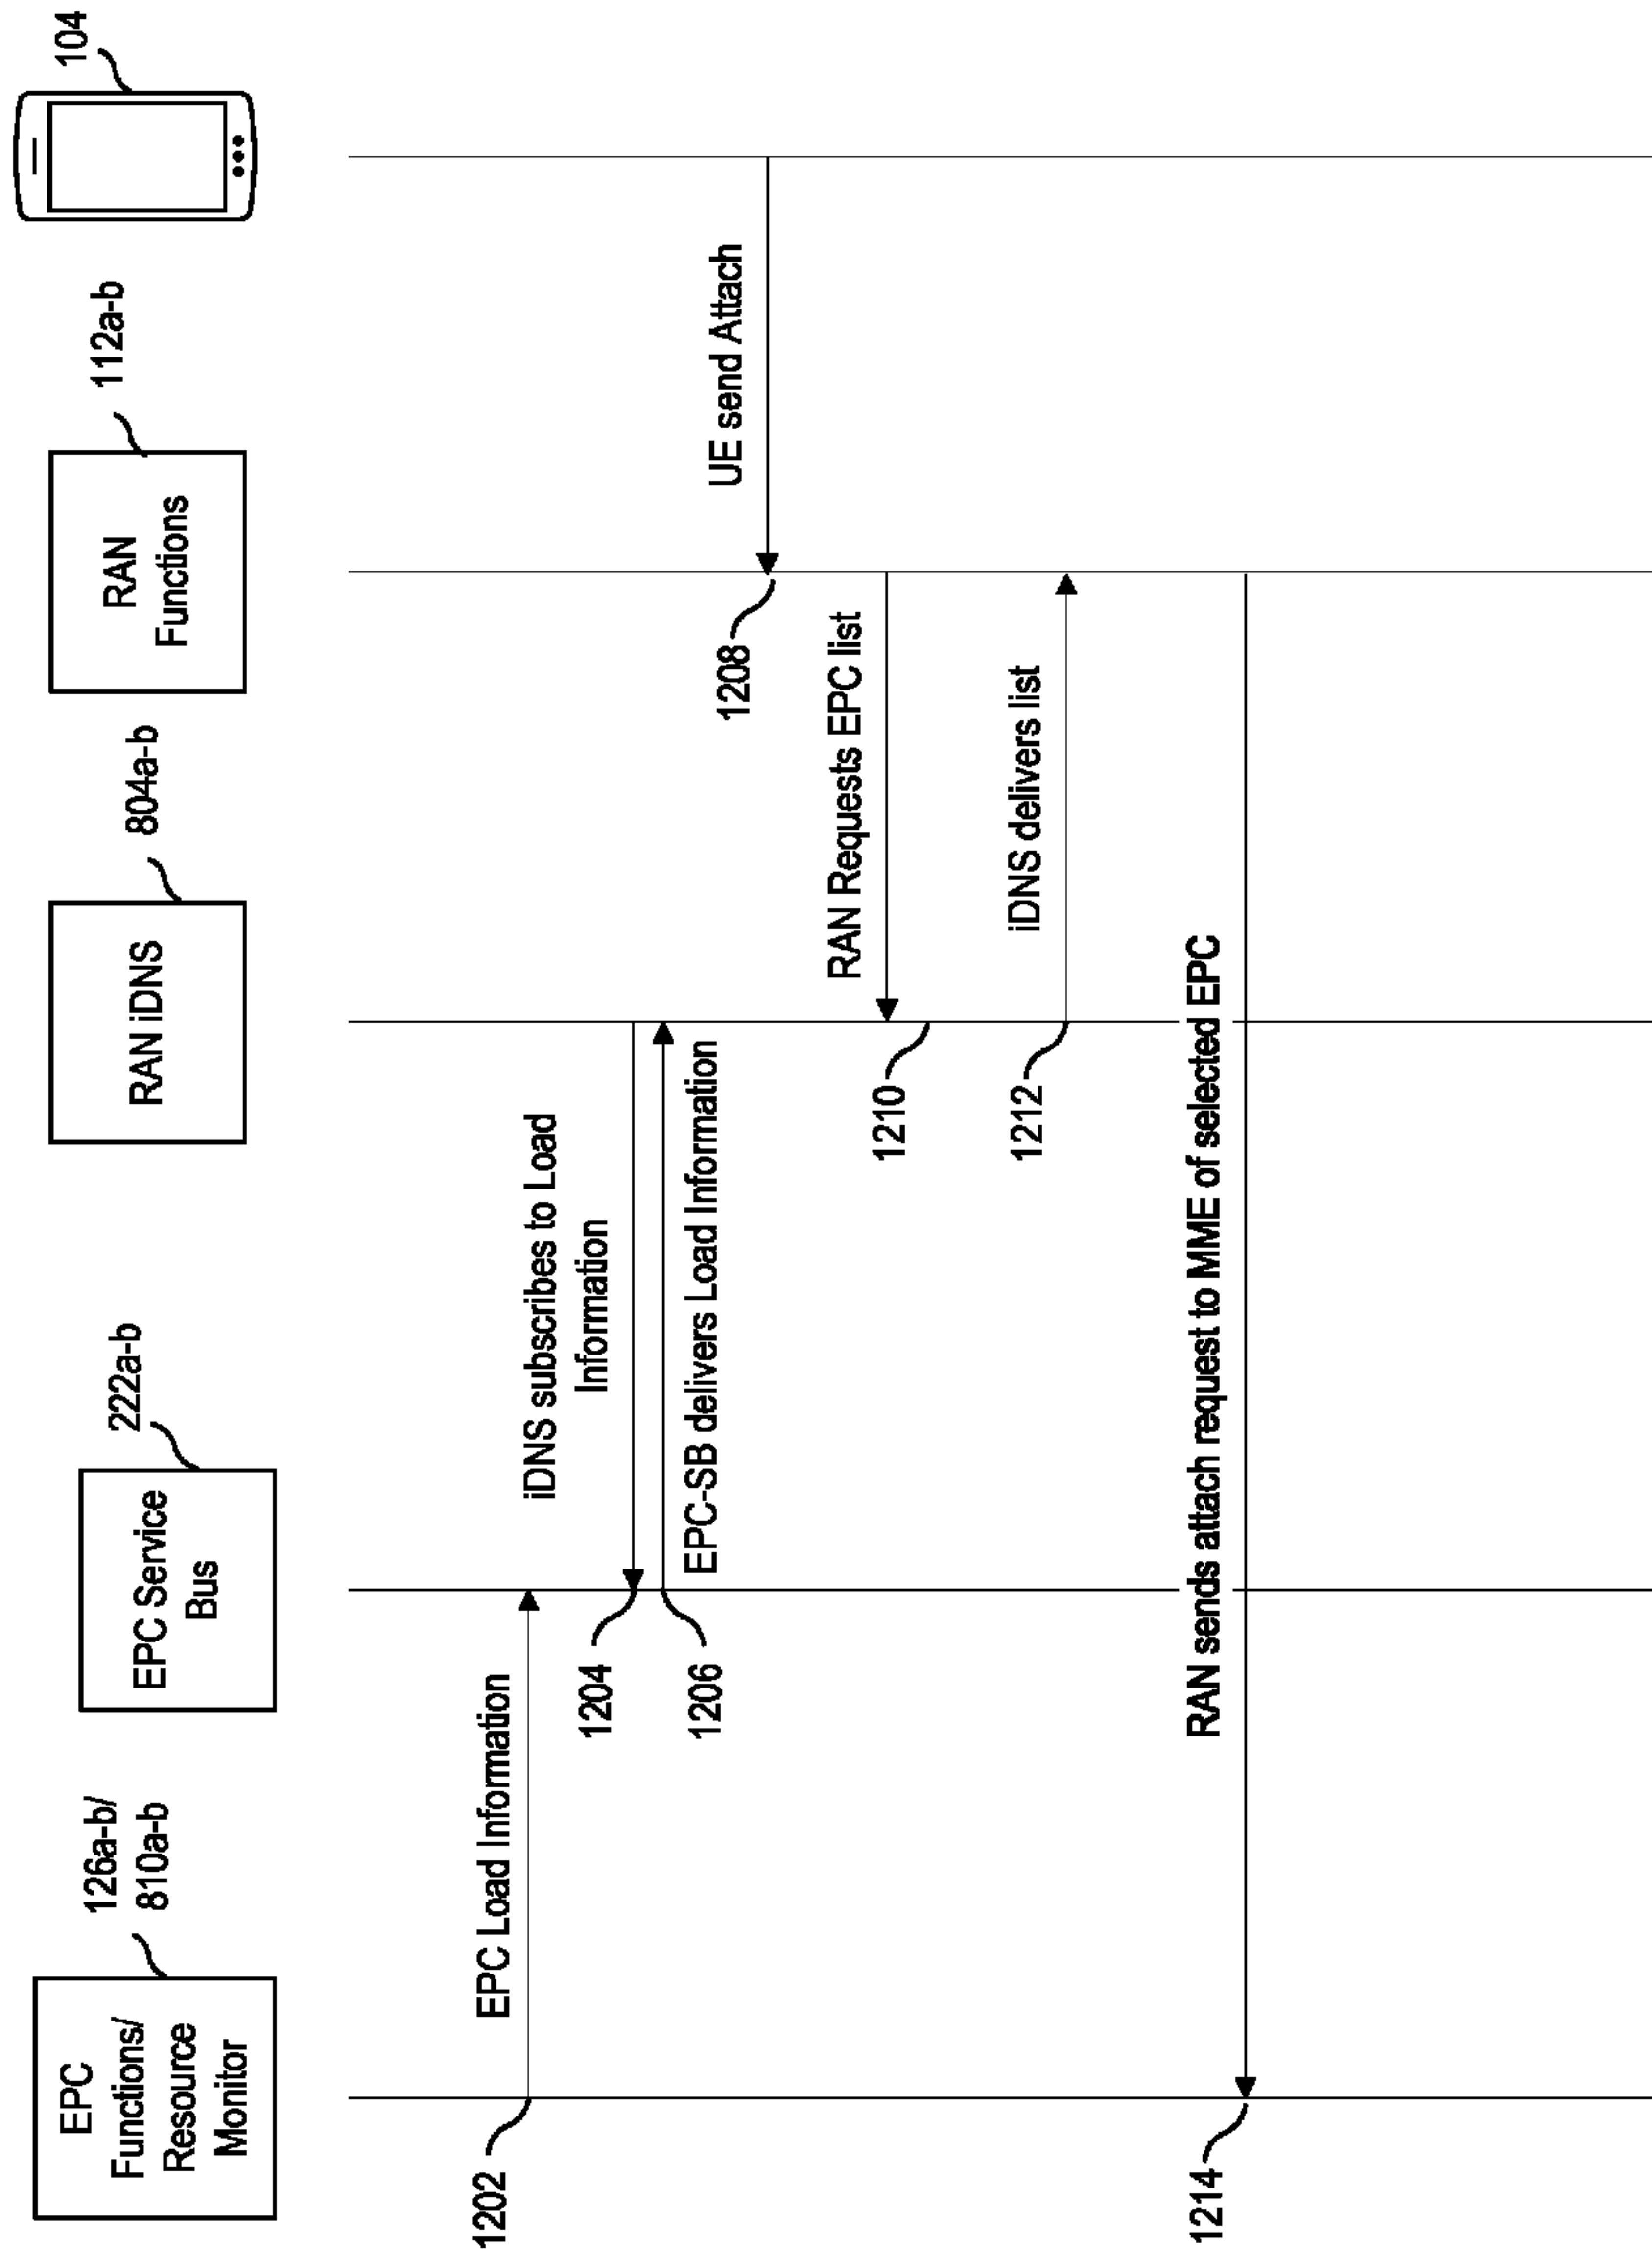 EPC
Functions/
Resource
Monitor
126a-b/
810a-b
EPC Service
Bus
222a-b
RAN iDNS
804a-b
RAN
Functions
112a-b
104
1202
EPC Load Information
iDNS subscribes to Load
Information
1204
EPC-SB delivers Load Information
1206
UE send Attach
1208
RAN Requests EPC list
1210
iDNS delivers list
1212
RAN sends attach request to MME of selected EPC
1214